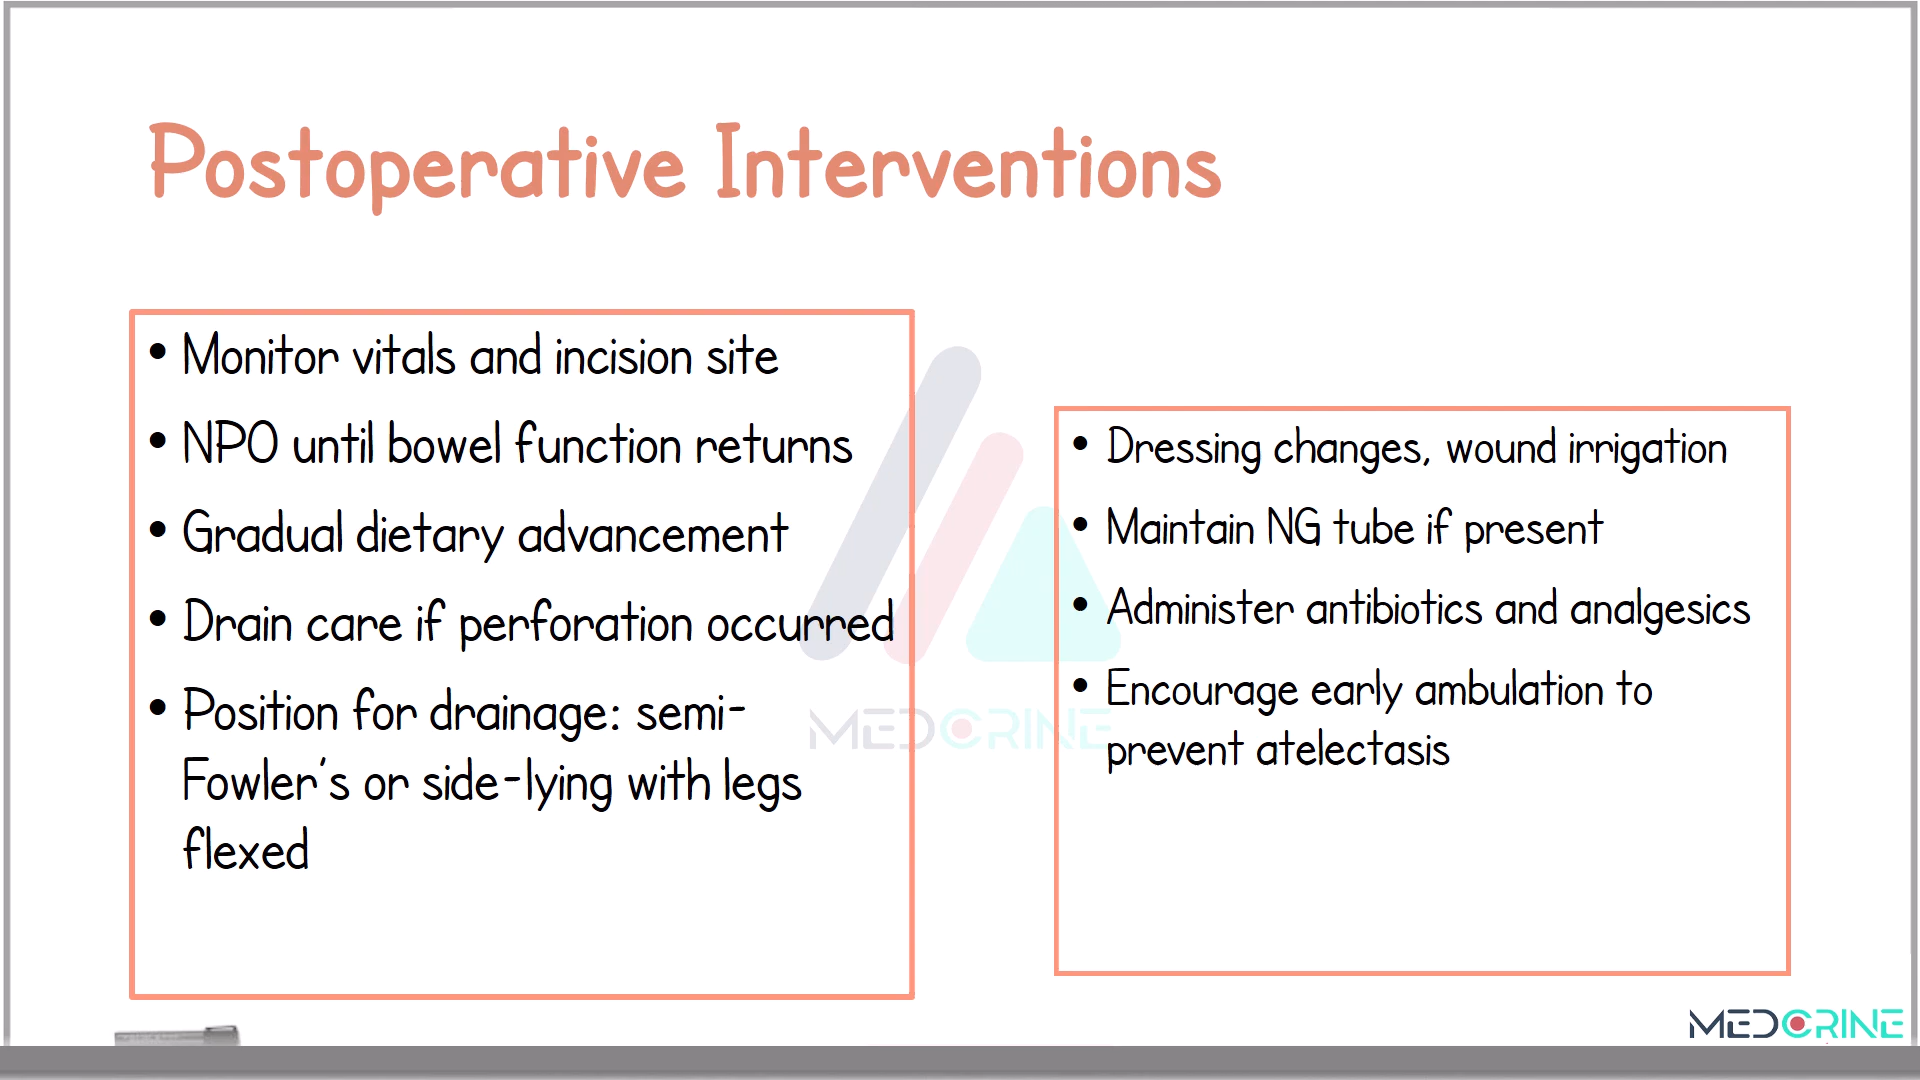 Postoperative Interventions
• Monitor vitals and incision site
• NPO until bowel function returns
• Gradual dietary advancement
• Drain care if perforation occurred
• Position for drainage: semi-
Fowler's or side-lying with legs
flexed
• Dressing changes, wound irrigation
• Maintain NG tube if present
• Administer antibiotics and analgesics
• Encourage early ambulation to
prevent atelectasis
MEDCRINE
MEDCRINE